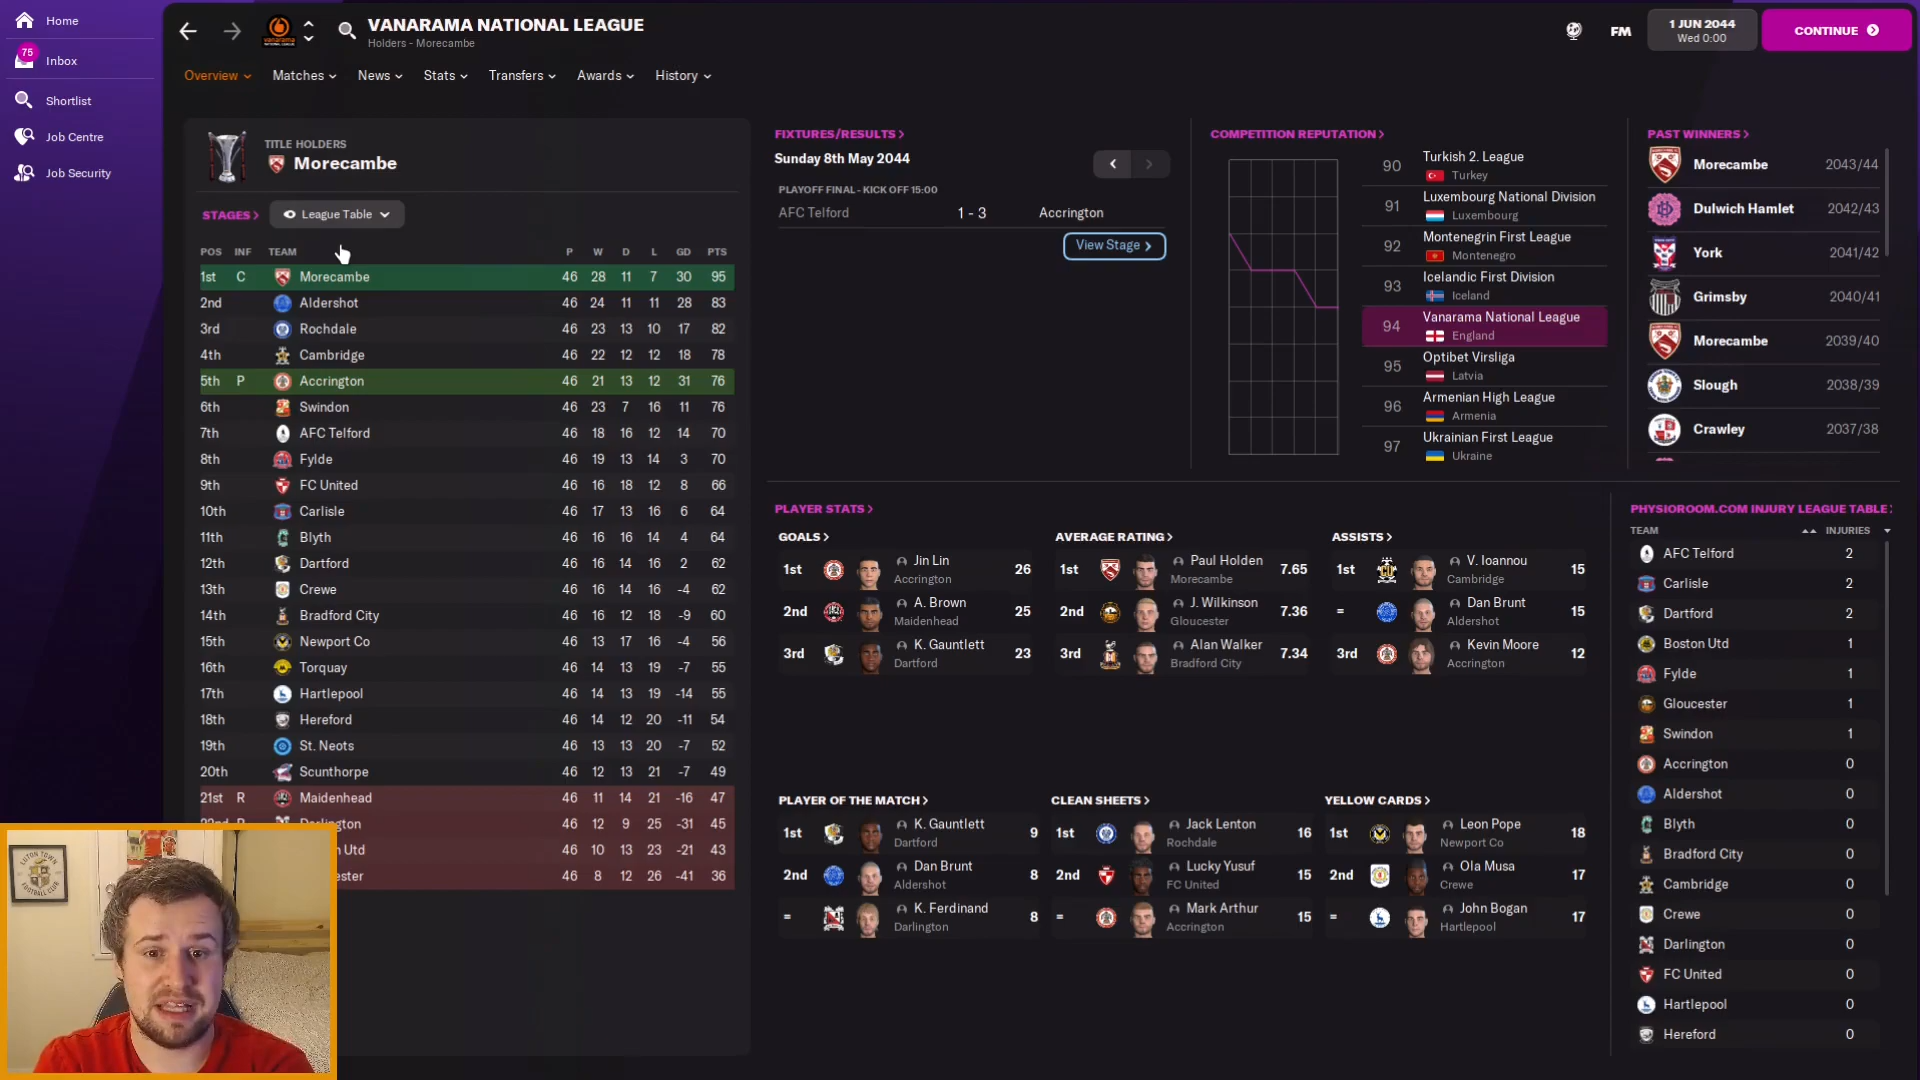 Home
75
Inbox
Shortlist
Job Centre
Job Security
VANARAMA NATIONAL LEAGUE
Holders - Morecambe
FM
1 JUN 2044
Wed 0:00
CONTINUE
Overview
Matches
News
Stats
Transfers
Awards
History
TITLE HOLDERS
Morecambe
STAGES
League Table
POS INF TEAM P W D L GD PTS
1st C Morecambe 46 28 11 7 30 95
2nd Aldershot 46 24 11 11 28 83
3rd Rochdale 46 23 13 10 17 82
4th Cambridge 46 22 12 12 18 78
5th P Accrington 46 21 13 12 31 76
6th Swindon 46 23 7 16 11 76
7th AFC Telford 46 18 16 12 14 70
8th Fylde 46 19 13 14 3 70
9th FC United 46 16 18 12 8 66
10th Carlisle 46 17 13 16 6 64
11th Blyth 46 16 16 14 4 64
12th Dartford 46 16 14 16 2 62
13th Crewe 46 16 14 16 -4 62
14th Bradford City 46 16 12 18 -9 60
15th Newport Co 46 13 17 16 -4 56
16th Torquay 46 14 13 19 -7 55
17th Hartlepool 46 14 13 19 -14 55
18th Hereford 46 14 12 20 -11 54
19th St. Neots 46 13 13 20 -7 52
20th Scunthorpe 46 12 13 21 -7 49
21st R Maidenhead 46 11 14 21 -16 47
46 12 9 25 -31 45
Utd 46 10 13 23 -21 43
ester 46 8 12 26 -41 36
LUTON TOWN
FOOTBALL CLUB
FIXTURES/RESULTS
Sunday 8th May 2044
PLAYOFF FINAL - KICK OFF 15:00
AFC Telford 1 - 3 Accrington
View Stage
COMPETITION REPUTATION
90 Turkish 2. League
Turkey
91 Luxembourg National Division
Luxembourg
92 Montenegrin First League
Montenegro
93 Icelandic First Division
Iceland
94 Vanarama National League
England
95 Optibet Virsliga
Latvia
96 Armenian High League
Armenia
97 Ukrainian First League
Ukraine
PAST WINNERS
Morecambe 2043/44
Dulwich Hamlet 2042/43
York 2041/42
Grimsby 2040/41
Morecambe 2039/40
Slough 2038/39
Crawley 2037/38
PLAYER STATS
GOALS
1st Jin Lin 26
Accrington
2nd A. Brown 25
Maidenhead
3rd K. Gauntlett 23
Dartford
AVERAGE RATING
1st Paul Holden 7.65
Morecambe
2nd J. Wilkinson 7.36
Gloucester
3rd Alan Walker 7.34
Bradford City
ASSISTS
1st V. Ioannou 15
Cambridge
= Dan Brunt 15
Aldershot
3rd Kevin Moore 12
Accrington
PLAYER OF THE MATCH
1st K. Gauntlett 9
Dartford
2nd Dan Brunt 8
Aldershot
= K. Ferdinand 8
Darlington
CLEAN SHEETS
1st Jack Lenton 16
Rochdale
2nd Lucky Yusuf 15
FC United
= Mark Arthur 15
Accrington
YELLOW CARDS
1st Leon Pope 18
Newport Co
2nd Ola Musa 17
Crewe
= John Bogan 17
Hartlepool
PHYSIOROOM.COM INJURY LEAGUE TABLE
TEAM INJURIES
AFC Telford 2
Carlisle 2
Dartford 2
Boston Utd 1
Fylde 1
Gloucester 1
Swindon 1
Accrington 0
Aldershot 0
Blyth 0
Bradford City 0
Cambridge 0
Crewe 0
Darlington 0
FC United 0
Hartlepool 0
Hereford 0